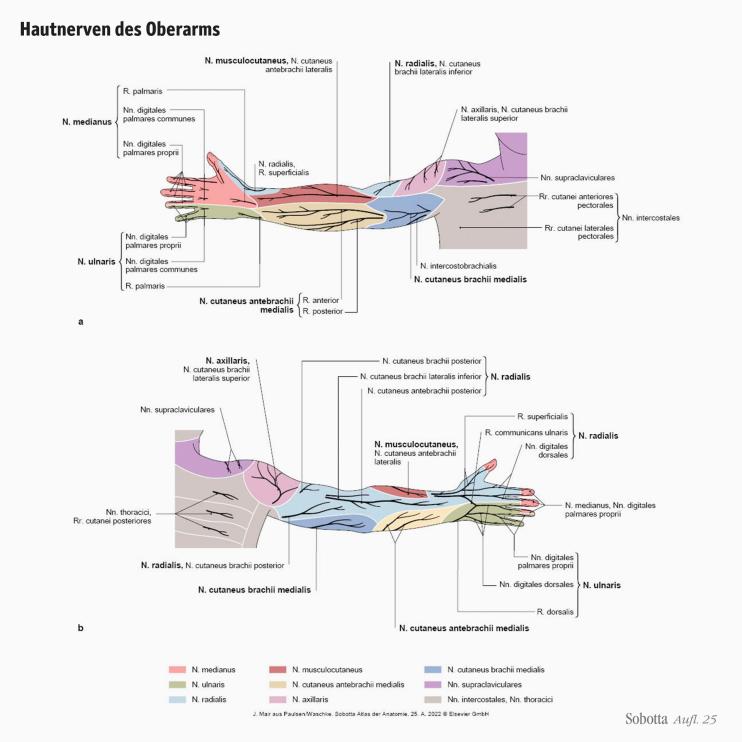 Hautnerven des Oberarms
N. musculocutaneus, N. cutaneus
antebrachii lateralis
N. radialis, N. cutaneus
brachii lateralis inferior
R. palmaris
Nn. digitales
palmares communes
N. medianus
Nn. digitales
palmares proprii
N. axillaris, N. cutaneus brachii
lateralis superior
N. radialis,
R. superficialis
Nn. supraclaviculares
Rr. cutanei anteriores
pectorales
Nn. intercostales
Rr. cutanei laterales
pectorales
Nn. digitales
palmares proprii
N. ulnaris
Nn. digitales
palmares communes
R. palmaris
N. intercostobrachialis
N. cutaneus brachii medialis
N. cutaneus antebrachii
medialis
R. anterior
R. posterior
a
N. axillaris,
N. cutaneus brachii
lateralis superior
N. cutaneus brachii posterior
N. cutaneus brachii lateralis inferior
N. radialis
N. cutaneus antebrachii posterior
Nn. supraclaviculares
R. superficialis
R. communicans ulnaris
N. radialis
Nn. digitales
dorsales
N. musculocutaneus,
N. cutaneus antebrachii
lateralis
Nn. thoracici,
Rr. cutanei posteriores
N. medianus, Nn. digitales
palmares proprii
N. radialis, N. cutaneus brachii posterior
N. cutaneus brachii medialis
Nn. digitales
palmares proprii
Nn. digitales dorsales
N. ulnaris
R. dorsalis
N. cutaneus antebrachii medialis
b
N. medianus
N. musculocutaneus
N. cutaneus brachii medialis
N. ulnaris
N. cutaneus antebrachii medialis
Nn. supraclaviculares
N. radialis
N. axillaris
Nn. intercostales, Nn. thoracici
J. Mair aus Paulsen/Waschke, Sobotta Atlas der Anatomie, 25. A. 2022 © Elsevier GmbH
Sobotta Aufl. 25